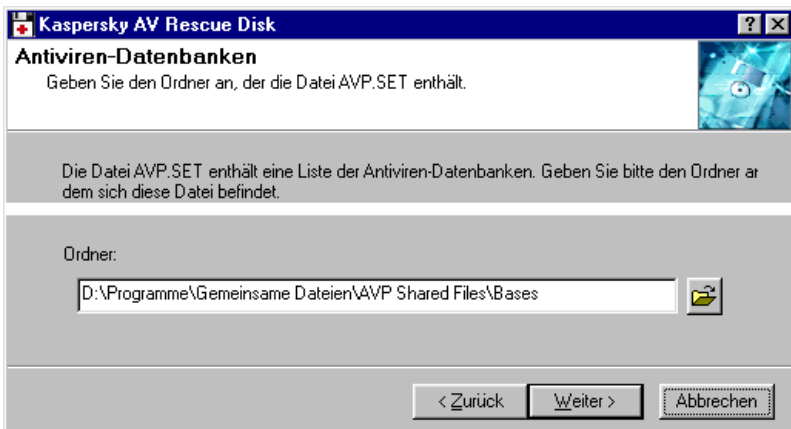 Kaspersky AV Rescue Disk
Antiviren-Datenbanken
Geben Sie den Ordner an, der die Datei AVP.SET enthält.
Die Datei AVP.SET enthält eine Liste der Antiviren-Datenbanken. Geben Sie bitte den Ordner ar
dem sich diese Datei befindet.
Ordner:
D:\Programme\Gemeinsame Dateien\AVP Shared Files\Bases
< Zurück Weiter > Abbrechen